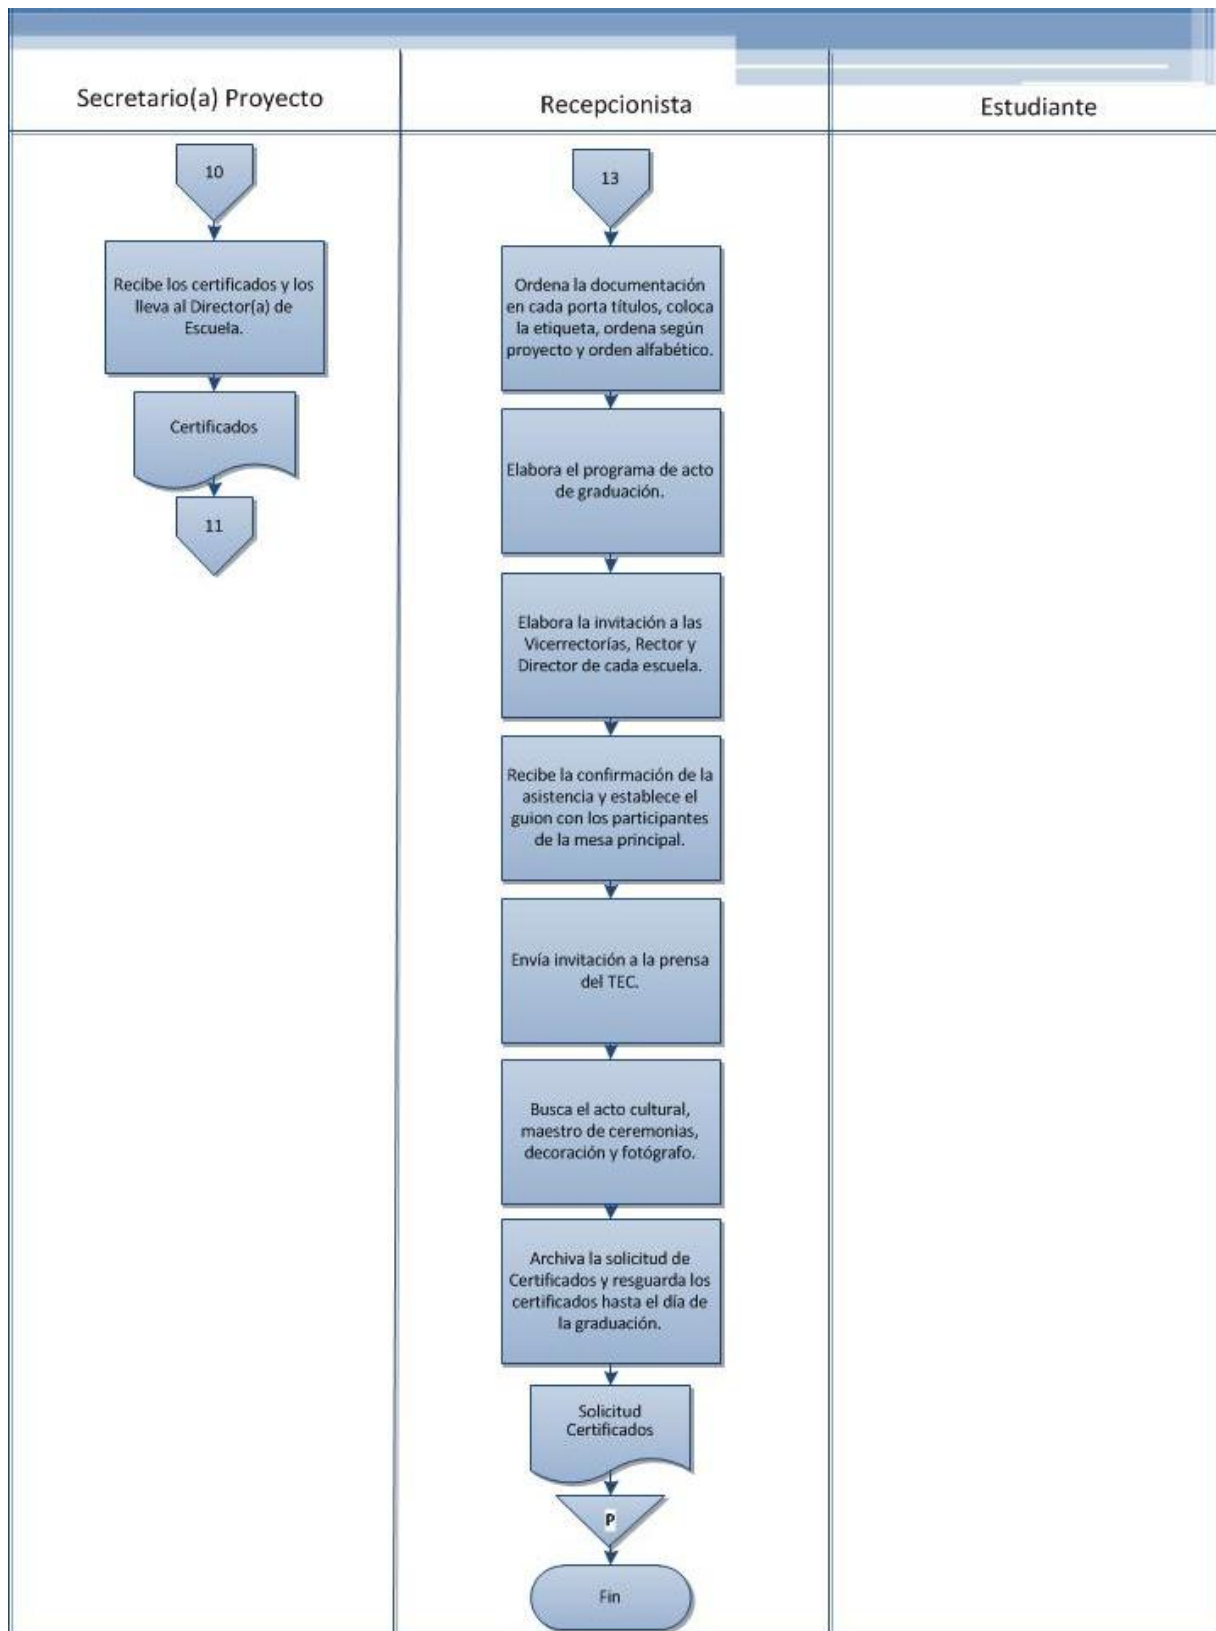 Secretario(a) Proyecto
Recepcionista
Estudiante
10
Recibe los certificados y los
lleva al Director(a) de
Escuela.
Certificados
11
13
Ordena la documentación
en cada porta títulos, coloca
la etiqueta, ordena según
proyecto y orden alfabético.
Elabora el programa de acto
de graduación.
Elabora la invitación a las
Vicerrectorías, Rector y
Director de cada escuela.
Recibe la confirmación de la
asistencia y establece el
guion con los participantes
de la mesa principal.
Envía invitación a la prensa
del TEC.
Busca el acto cultural,
maestro de ceremonias,
decoración y fotógrafo.
Archiva la solicitud de
Certificados y resguarda los
certificados hasta el día de
la graduación.
Solicitud
Certificados
P
Fin